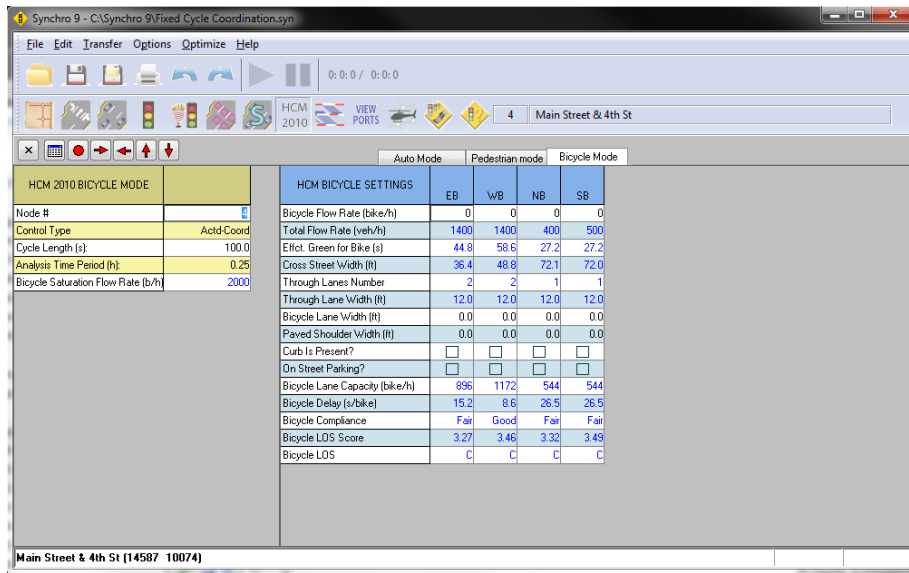 Synchro 9 - C:\Synchro 9\Fixed Cycle Coordination.syn
File Edit Transfer Options Optimize Help
0: 0: 0 / 0: 0: 0
HCM 2010 VIEW PORTS 4 Main Street & 4th St
Auto Mode Pedestrian mode Bicycle Mode
HCM 2010 BICYCLE MODE
Node # 4
Control Type Actd-Coord
Cycle Length (s): 100.0
Analysis Time Period (h): 0.25
Bicycle Saturation Flow Rate (b/h) 2000
HCM BICYCLE SETTINGS EB WB NB SB
Bicycle Flow Rate (bike/h) 0 0 0 0
Total Flow Rate (veh/h) 1400 1400 400 500
Effct. Green for Bike (s) 44.8 58.6 27.2 27.2
Cross Street Width (ft) 36.4 48.8 72.1 72.0
Through Lanes Number 2 2 1 1
Through Lane Width (ft) 12.0 12.0 12.0 12.0
Bicycle Lane Width (ft) 0.0 0.0 0.0 0.0
Paved Shoulder Width (ft) 0.0 0.0 0.0 0.0
Curb Is Present?
On Street Parking?
Bicycle Lane Capacity (bike/h) 896 1172 544 544
Bicycle Delay (s/bike) 15.2 8.6 26.5 26.5
Bicycle Compliance Fair Good Fair Fair
Bicycle LOS Score 3.27 3.46 3.32 3.49
Bicycle LOS C C C C
Main Street & 4th St (14587 10074)